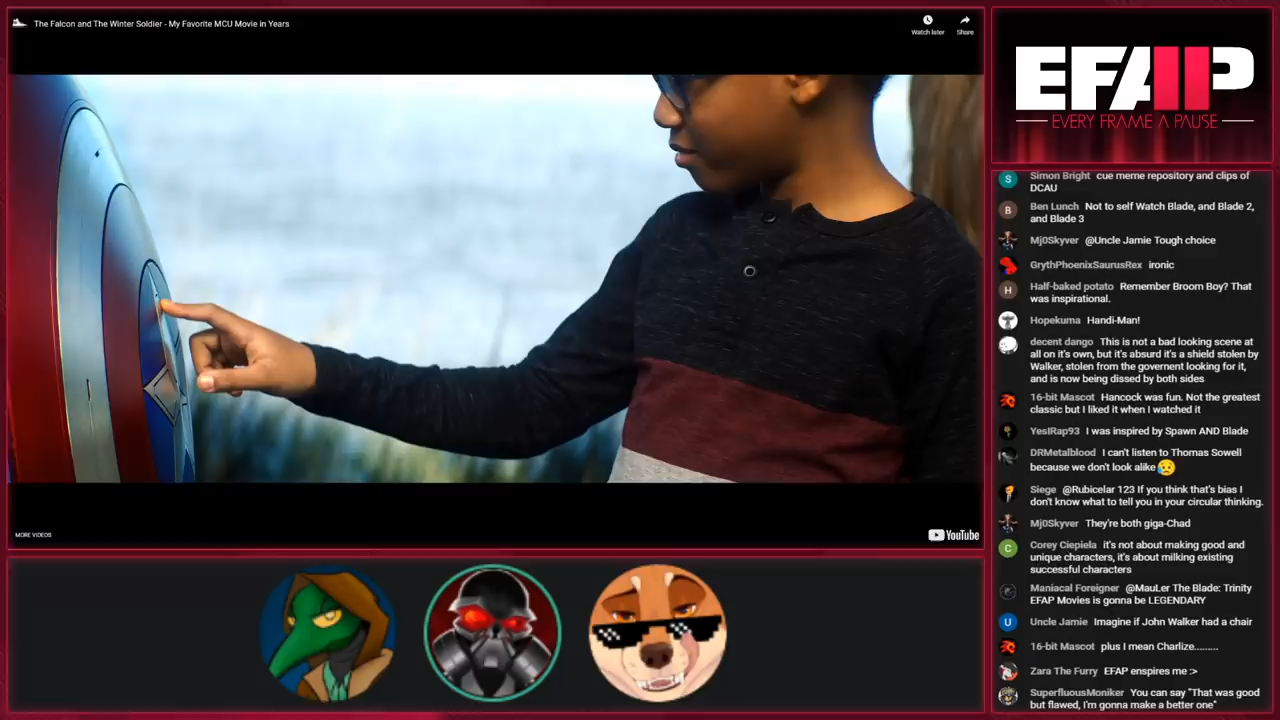 The Falcon and The Winter Soldier - My Favorite MCU Movie in Years
Watch later
Share
MORE VIDEOS
YouTube
EFAP
EVERY FRAME A PAUSE
S
Simon Bright cue meme repository and clips of
DCAU
B
Ben Lunch Not to self Watch Blade, and Blade 2,
and Blade 3
Mj0Skyver @Uncle Jamie Tough choice
GrythPhoenixSaurusRex ironic
H
Half-baked potato Remember Broom Boy? That
was inspirational.
Hopekuma Handi-Man!
decent dango This is not a bad looking scene at
all on it's own, but it's absurd it's a shield stolen by
Walker, stolen from the governent looking for it,
and is now being dissed by both sides
16-bit Mascot Hancock was fun. Not the greatest
classic but I liked it when I watched it
YesIRap93 I was inspired by Spawn AND Blade
DRMetalblood I can't listen to Thomas Sowell
because we don't look alike😥
Siege @Rubicelar 123 If you think that's bias I
don't know what to tell you in your circular thinking.
Mj0Skyver They're both giga-Chad
C
Corey Ciepiela it's not about making good and
unique characters, it's about milking existing
successful characters
Maniacal Foreigner @MauLer The Blade: Trinity
EFAP Movies is gonna be LEGENDARY
U
Uncle Jamie Imagine if John Walker had a chair
16-bit Mascot plus I mean Charlize.........
Zara The Furry EFAP enspires me :>
SuperfluousMoniker You can say "That was good
but flawed, I'm gonna make a better one"